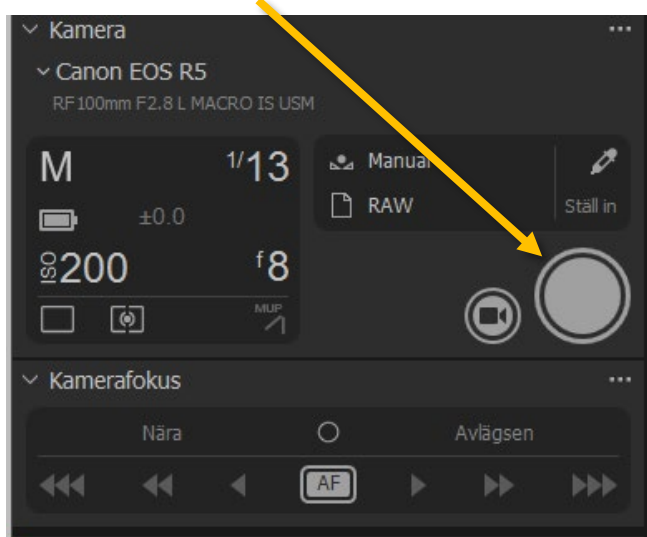 Kamera
Canon EOS R5
RF100mm F2.8 L MACRO IS USM
M 1/13
Manual
±0.0
RAW
Ställ in
ISO 200 f8
MUP
Kamerafokus
Nära Avlägsen
AF